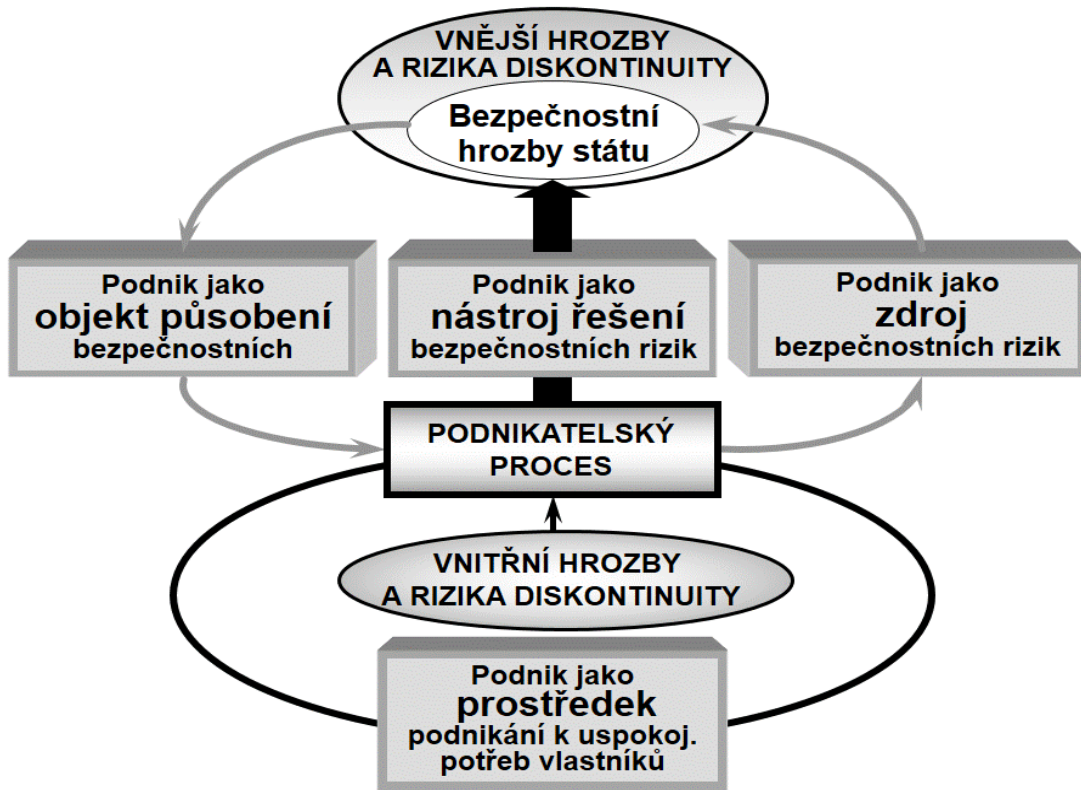 VNĚJŠÍ HROZBY
A RIZIKA DISKONTINUITY
Bezpečnostní
hrozby státu
Podnik jako
objekt působení
bezpečnostních
Podnik jako
nástroj řešení
bezpečnostních rizik
Podnik jako
zdroj
bezpečnostních rizik
PODNIKATELSKÝ
PROCES
VNITŘNÍ HROZBY
A RIZIKA DISKONTINUITY
Podnik jako
prostředek
podnikání k uspokoj.
potřeb vlastníků